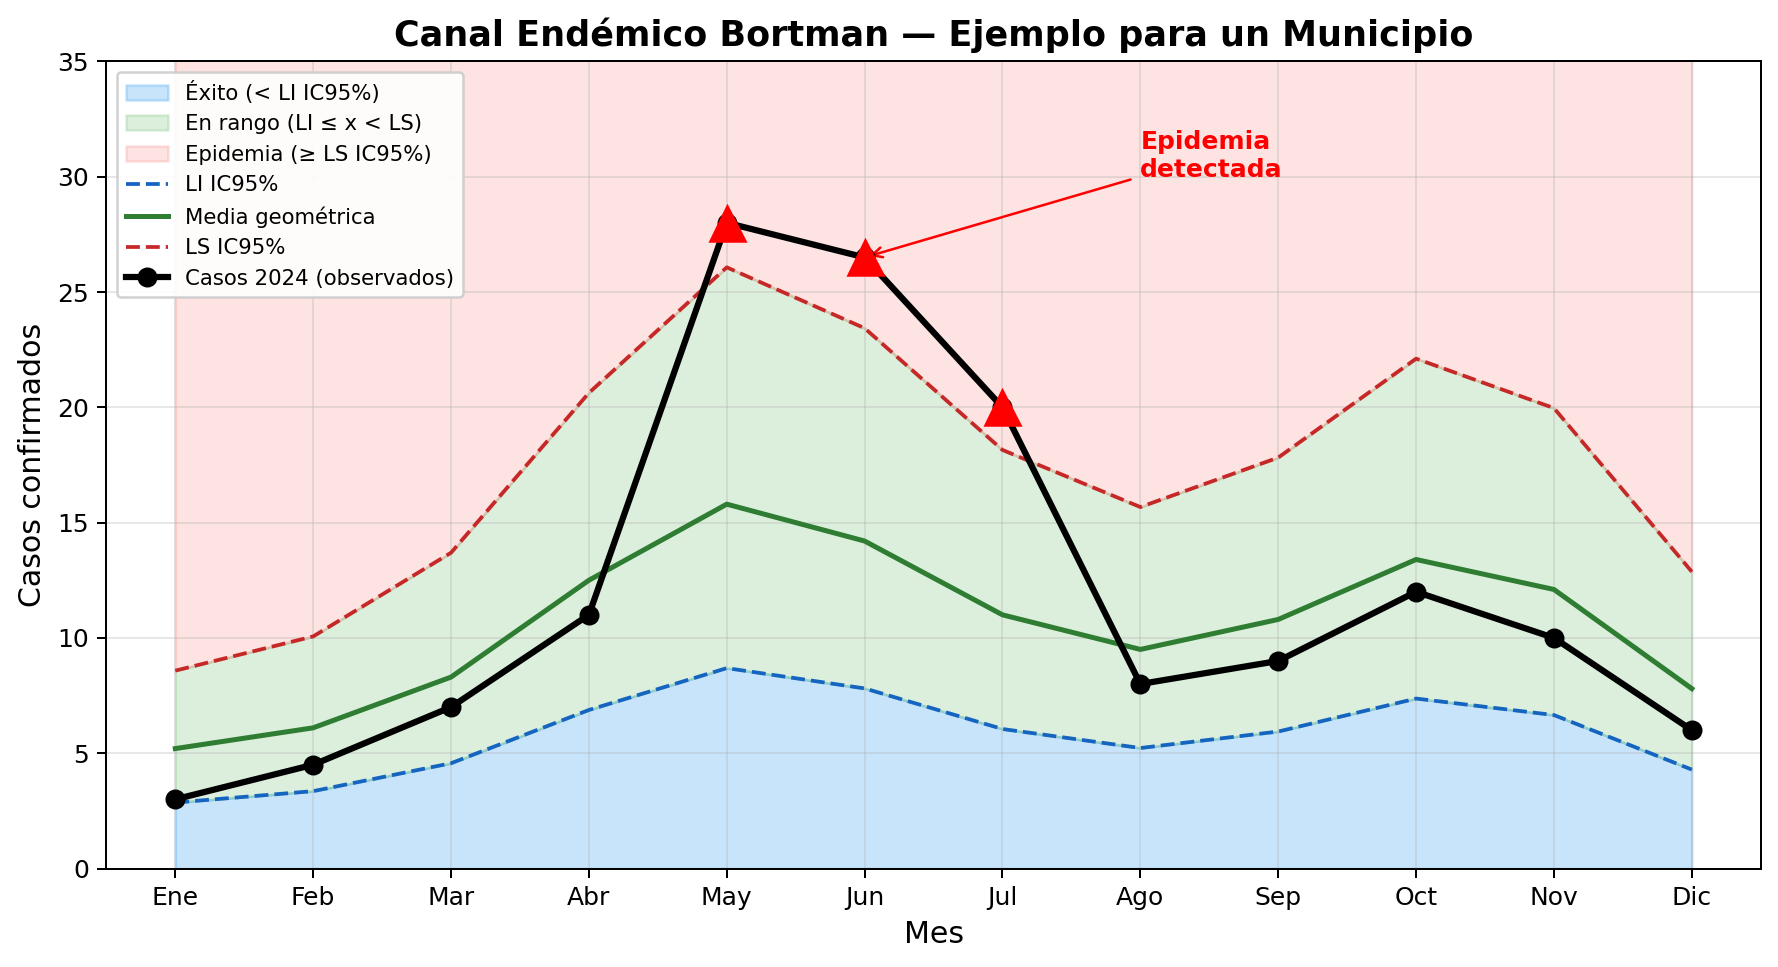 Canal Endémico Bortman — Ejemplo para un Municipio
Éxito (< LI IC95%)
En rango (LI ≤ x < LS)
Epidemia (≥ LS IC95%)
LI IC95%
Media geométrica
LS IC95%
Casos 2024 (observados)
Epidemia
detectada
Casos confirmados
35
30
25
20
15
10
5
0
Ene Feb Mar Abr May Jun Jul Ago Sep Oct Nov Dic
Mes